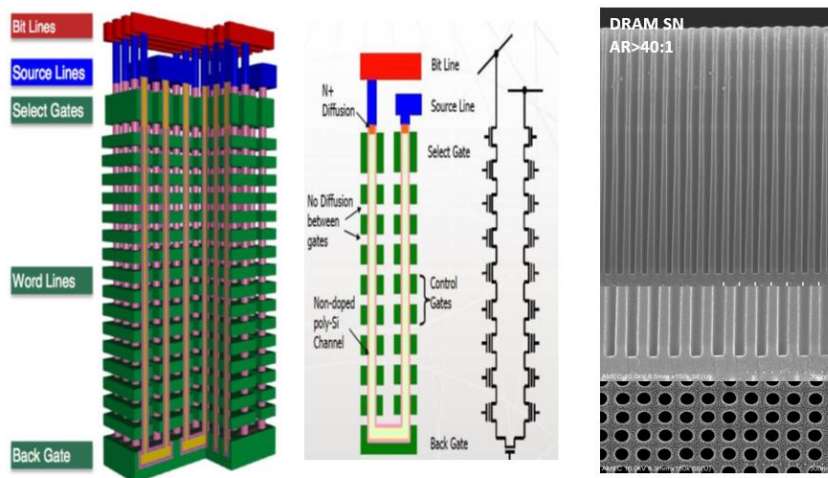 Bit Lines
Source Lines
Select Gates
Word Lines
Back Gate
Bit Line
N+
Diffusion
Source Line
Select Gate
No Diffusion
between
gates
Control
Gates
Non-doped
poly-Si
Channel
Back Gate
DRAM SN
AR>40:1